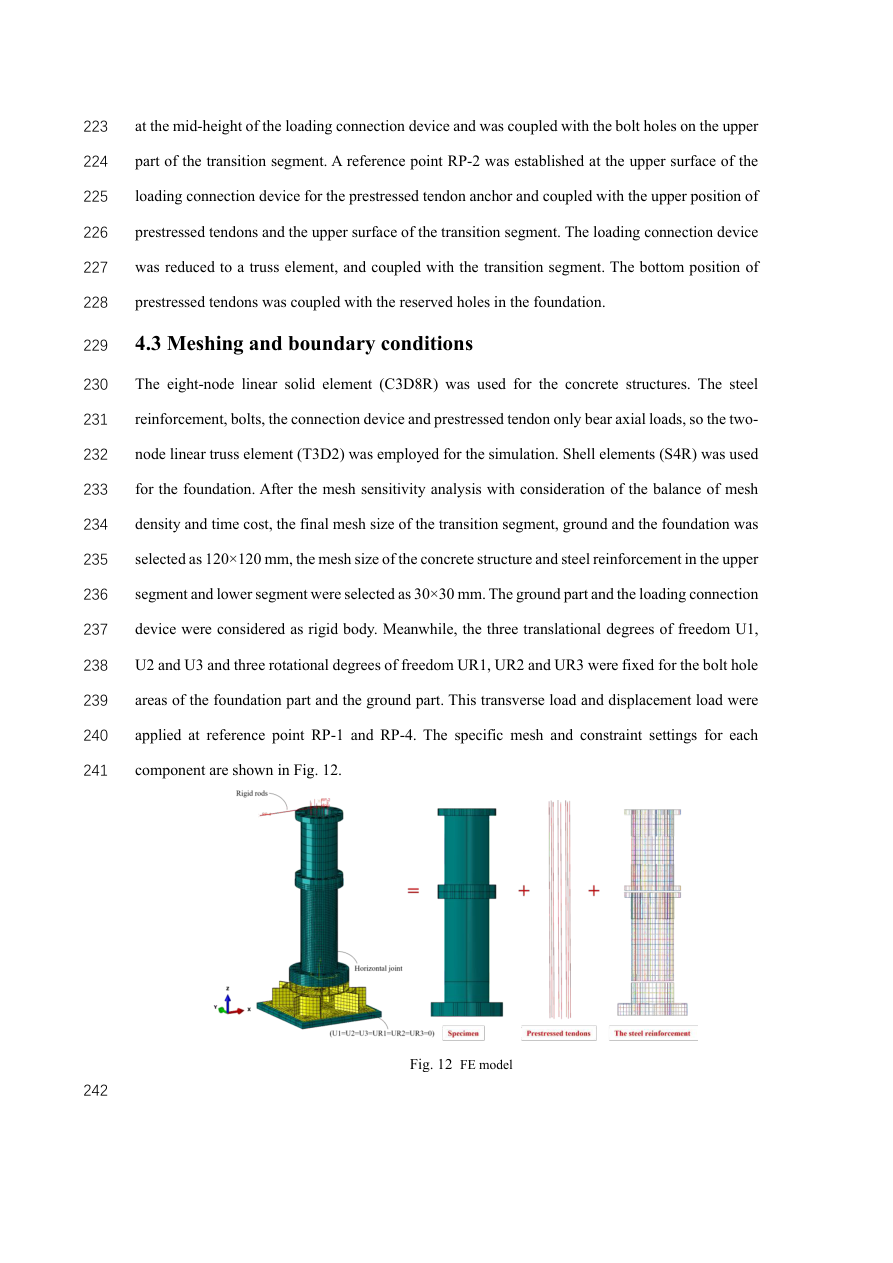 223 at the mid-height of the loading connection device and was coupled with the bolt holes on the upper
224 part of the transition segment. A reference point RP-2 was established at the upper surface of the
225 loading connection device for the prestressed tendon anchor and coupled with the upper position of
226 prestressed tendons and the upper surface of the transition segment. The loading connection device
227 was reduced to a truss element, and coupled with the transition segment. The bottom position of
228 prestressed tendons was coupled with the reserved holes in the foundation.
229 4.3 Meshing and boundary conditions
230 The eight-node linear solid element (C3D8R) was used for the concrete structures. The steel
231 reinforcement, bolts, the connection device and prestressed tendon only bear axial loads, so the two-
232 node linear truss element (T3D2) was employed for the simulation. Shell elements (S4R) was used
233 for the foundation. After the mesh sensitivity analysis with consideration of the balance of mesh
234 density and time cost, the final mesh size of the transition segment, ground and the foundation was
235 selected as 120×120 mm, the mesh size of the concrete structure and steel reinforcement in the upper
236 segment and lower segment were selected as 30×30 mm. The ground part and the loading connection
237 device were considered as rigid body. Meanwhile, the three translational degrees of freedom U1,
238 U2 and U3 and three rotational degrees of freedom UR1, UR2 and UR3 were fixed for the bolt hole
239 areas of the foundation part and the ground part. This transverse load and displacement load were
240 applied at reference point RP-1 and RP-4. The specific mesh and constraint settings for each
241 component are shown in Fig. 12.
Rigid rods
= + +
Horizontal joint
Z
Y X
(U1=U2=U3=UR1=UR2=UR3=0) Specimen Prestressed tendons The steel reinforcement
Fig. 12 FE model
242